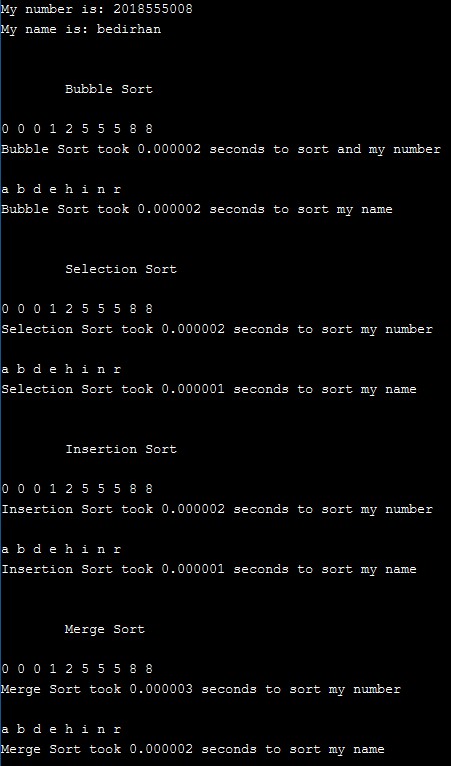 My number is: 2018555008
My name is: bedirhan
Bubble Sort
0 0 0 1 2 5 5 5 8 8
Bubble Sort took 0.000002 seconds to sort and my number
a b d e h i n r
Bubble Sort took 0.000002 seconds to sort my name
Selection Sort
0 0 0 1 2 5 5 5 8 8
Selection Sort took 0.000002 seconds to sort my number
a b d e h i n r
Selection Sort took 0.000001 seconds to sort my name
Insertion Sort
0 0 0 1 2 5 5 5 8 8
Insertion Sort took 0.000002 seconds to sort my number
a b d e h i n r
Insertion Sort took 0.000001 seconds to sort my name
Merge Sort
0 0 0 1 2 5 5 5 8 8
Merge Sort took 0.000003 seconds to sort my number
a b d e h i n r
Merge Sort took 0.000002 seconds to sort my name